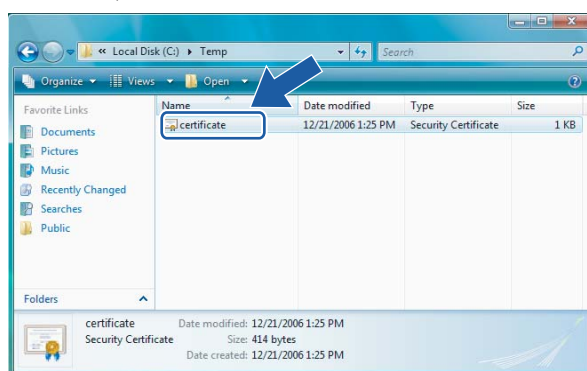 « Local Disk (C:) ▸ Temp Search
Organize Views Open
Favorite Links
Documents
Pictures
Music
Recently Changed
Searches
Public
Folders
Name Date modified Type Size
certificate 12/21/2006 1:25 PM Security Certificate 1 KB
certificate Date modified: 12/21/2006 1:25 PM
Security Certificate Size: 414 bytes
Date created: 12/21/2006 1:25 PM